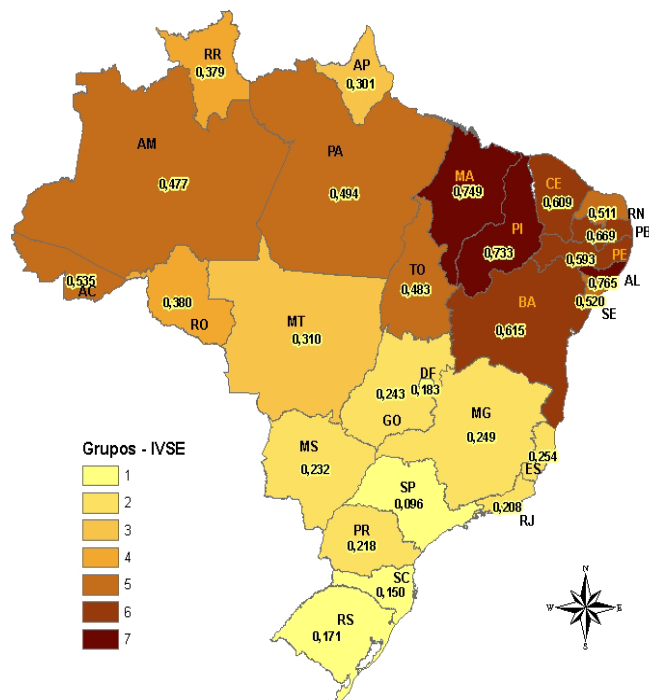 RR
0,379
AP
0,301
AM
0,477
PA
0,494
MA
0,749
PI
0,733
CE
0,609
0,511
RN
0,669
PB
0,593
PE
0,765
AL
0,520
SE
TO
0,483
BA
0,615
0,535
AC
0,380
RO
MT
0,310
DF
0,183
0,243
GO
MG
0,249
MS
0,232
0,254
ES
SP
0,096
0,208
RJ
PR
0,218
SC
0,150
RS
0,171
Grupos - IVSE
1
2
3
4
5
6
7
N
W
E
S